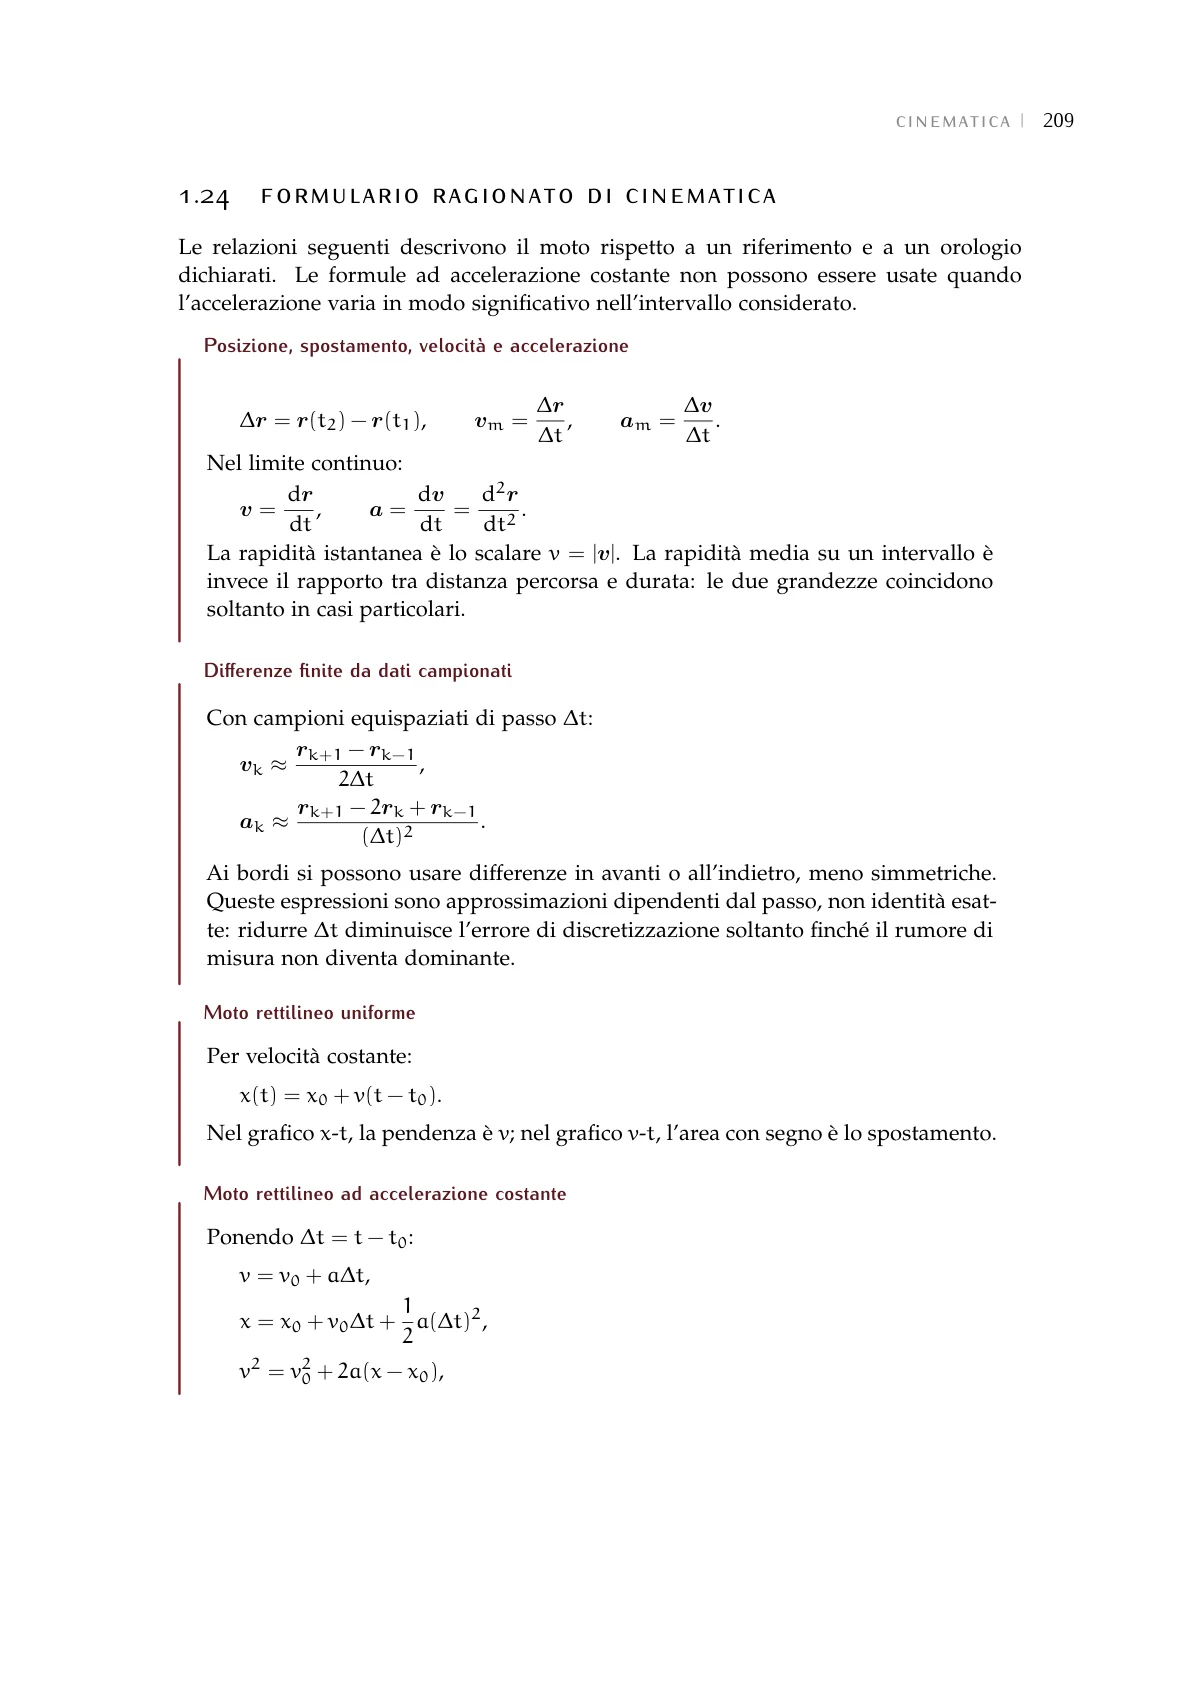 CINEMATICA | 209
1.24 FORMULARIO RAGIONATO DI CINEMATICA
Le relazioni seguenti descrivono il moto rispetto a un riferimento e a un orologio
dichiarati. Le formule ad accelerazione costante non possono essere usate quando
l'accelerazione varia in modo significativo nell'intervallo considerato.
Posizione, spostamento, velocità e accelerazione
Δr = r(t₂) − r(t₁), vₘ = Δr/Δt, aₘ = Δv/Δt.
Nel limite continuo:
v = dr/dt, a = dv/dt = d²r/dt².
La rapidità istantanea è lo scalare v = |v|. La rapidità media su un intervallo è
invece il rapporto tra distanza percorsa e durata: le due grandezze coincidono
soltanto in casi particolari.
Differenze finite da dati campionati
Con campioni equispaziati di passo Δt:
vₖ ≈ (rₖ₊₁ − rₖ₋₁)/(2Δt),
aₖ ≈ (rₖ₊₁ − 2rₖ + rₖ₋₁)/(Δt)².
Ai bordi si possono usare differenze in avanti o all'indietro, meno simmetriche.
Queste espressioni sono approssimazioni dipendenti dal passo, non identità esat-
te: ridurre Δt diminuisce l'errore di discretizzazione soltanto finché il rumore di
misura non diventa dominante.
Moto rettilineo uniforme
Per velocità costante:
x(t) = x₀ + v(t − t₀).
Nel grafico x-t, la pendenza è v; nel grafico v-t, l'area con segno è lo spostamento.
Moto rettilineo ad accelerazione costante
Ponendo Δt = t − t₀:
v = v₀ + aΔt,
x = x₀ + v₀Δt + 1/2 a(Δt)²,
v² = v₀² + 2a(x − x₀),